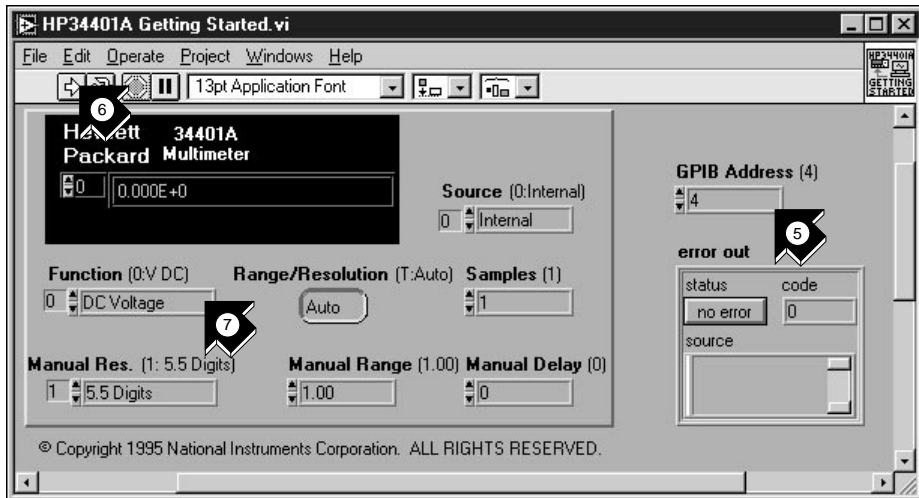 HP34401A Getting Started.vi
File Edit Operate Project Windows Help
HP34401A
GETTING
STARTED
13pt Application Font
6
Hewlett 34401A
Packard Multimeter
0 0.000E+0
Source (0:Internal)
0 Internal
GPIB Address (4)
4
5
error out
status code
no error 0
source
Function (0:V DC) Range/Resolution (T:Auto) Samples (1)
0 DC Voltage Auto 1
7
Manual Res. (1: 5.5 Digits) Manual Range (1.00) Manual Delay (0)
1 5.5 Digits 1.00 0
© Copyright 1995 National Instruments Corporation. ALL RIGHTS RESERVED.